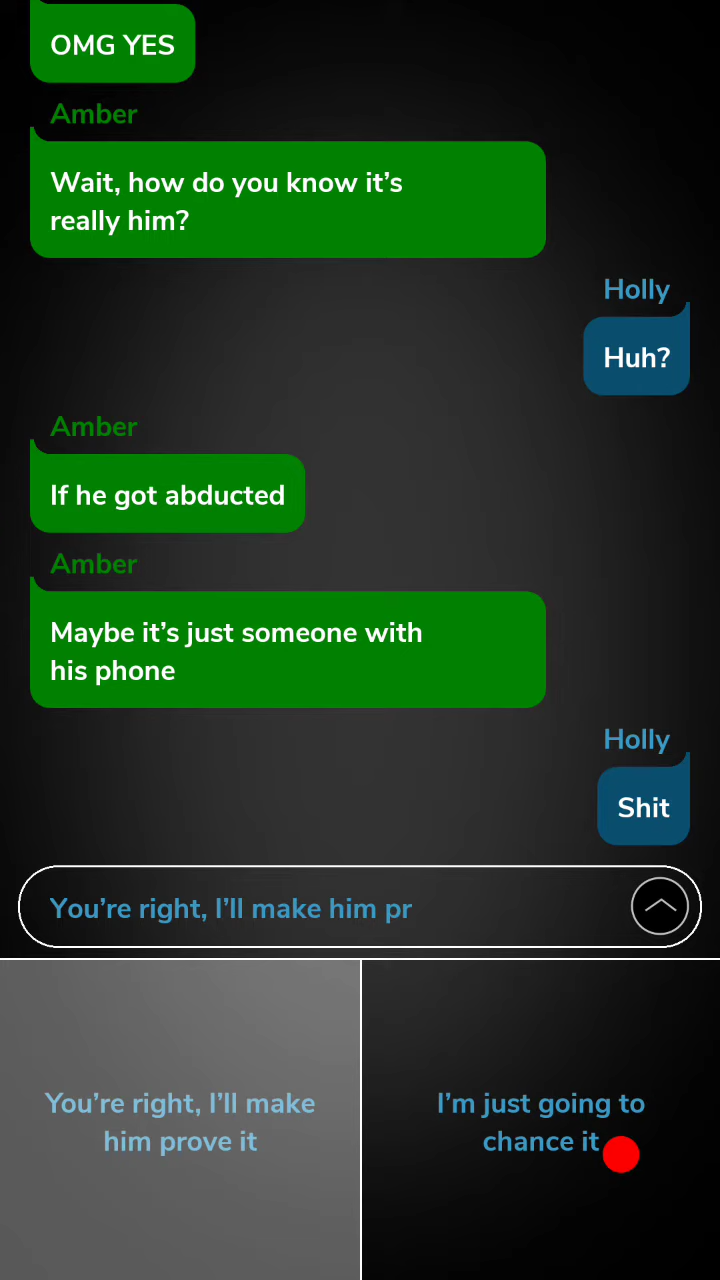 OMG YES
Amber
Wait, how do you know it’s
really him?
Holly
Huh?
Amber
If he got abducted
Amber
Maybe it’s just someone with
his phone
Holly
Shit
You’re right, I’ll make him pr
You’re right, I’ll make
him prove it
I’m just going to
chance it